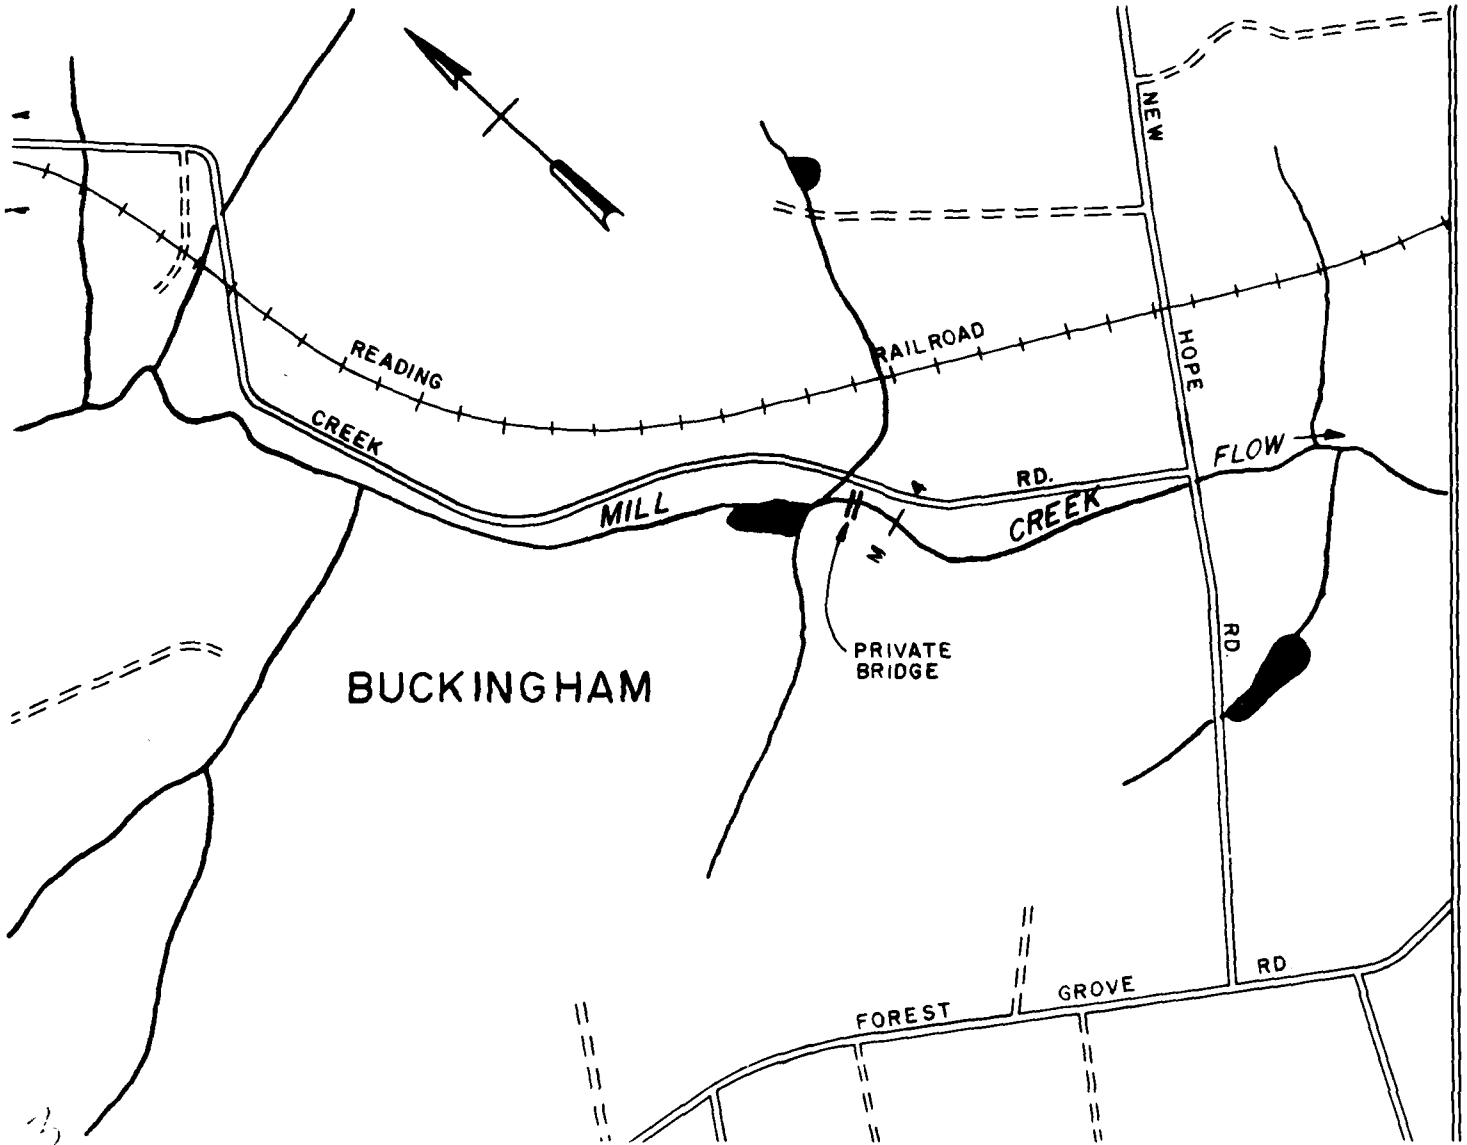 NEW
HOPE
RD.
READING
RAILROAD
CREEK
RD.
MILL
CREEK
FLOW
A
M
PRIVATE
BRIDGE
BUCKINGHAM
FOREST
GROVE
RD